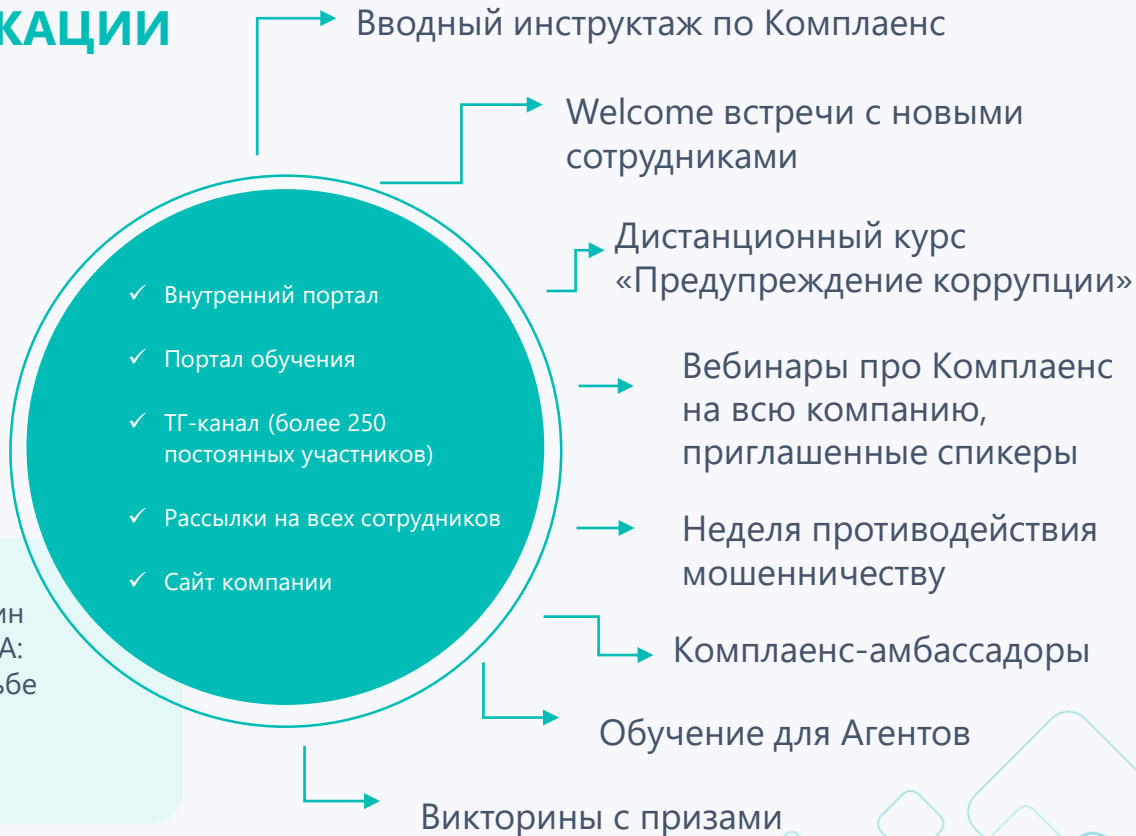 КАЦИИ
Вводный инструктаж по Комплаенс
Welcome встречи с новыми
сотрудниками
Дистанционный курс
«Предупреждение коррупции»
Вебинары про Комплаенс
на всю компанию,
приглашенные спикеры
Неделя противодействия
мошенничеству
Комплаенс-амбассадоры
Обучение для Агентов
Викторины с призами
✓ Внутренний портал
✓ Портал обучения
✓ ТГ-канал (более 250
постоянных участников)
✓ Рассылки на всех сотрудников
✓ Сайт компании
ин
А:
ьбе